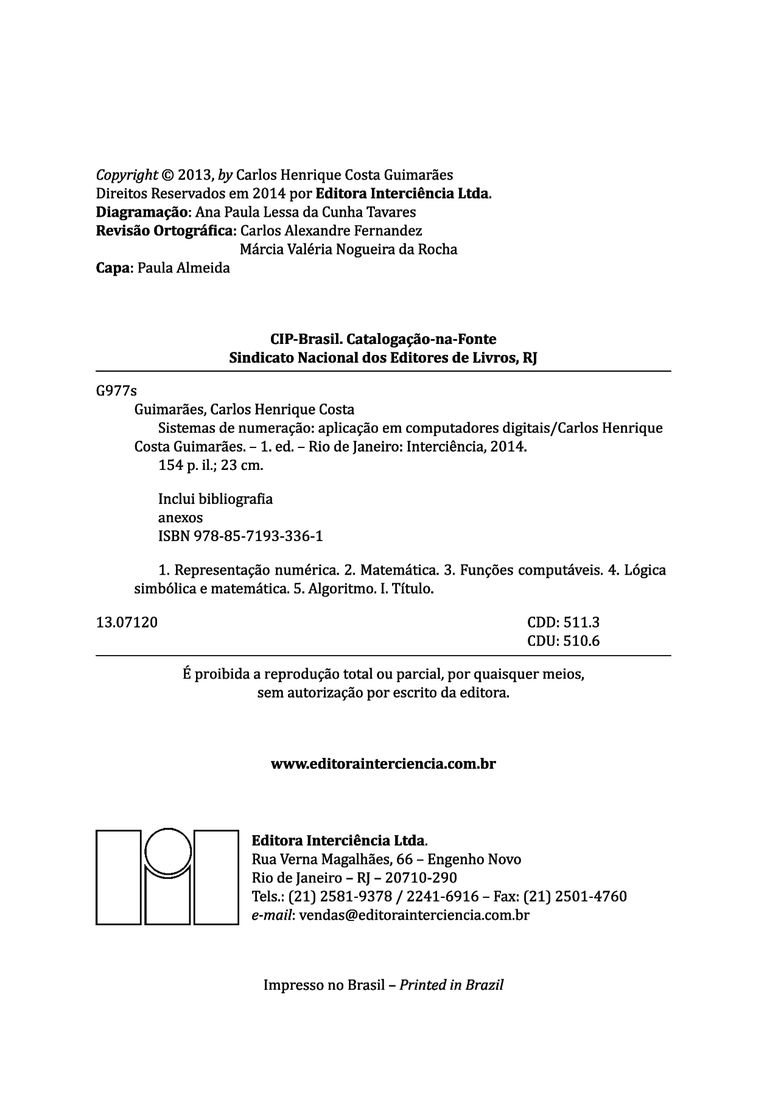 Copyright © 2013, by Carlos Henrique Costa Guimarães
Direitos Reservados em 2014 por Editora Interciência Ltda.
Diagramação: Ana Paula Lessa da Cunha Tavares
Revisão Ortográfica: Carlos Alexandre Fernandez
Márcia Valéria Nogueira da Rocha
Capa: Paula Almeida
CIP-Brasil. Catalogação-na-Fonte
Sindicato Nacional dos Editores de Livros, RJ
G977s
Guimarães, Carlos Henrique Costa
Sistemas de numeração: aplicação em computadores digitais/Carlos Henrique
Costa Guimarães. – 1. ed. – Rio de Janeiro: Interciência, 2014.
154 p. il.; 23 cm.
Inclui bibliografia
anexos
ISBN 978-85-7193-336-1
1. Representação numérica. 2. Matemática. 3. Funções computáveis. 4. Lógica
simbólica e matemática. 5. Algoritmo. I. Título.
13.07120 CDD: 511.3
CDU: 510.6
É proibida a reprodução total ou parcial, por quaisquer meios,
sem autorização por escrito da editora.
www.editorainterciencia.com.br
Editora Interciência Ltda.
Rua Verna Magalhães, 66 – Engenho Novo
Rio de Janeiro – RJ – 20710-290
Tels.: (21) 2581-9378 / 2241-6916 – Fax: (21) 2501-4760
e-mail: vendas@editorainterciencia.com.br
Impresso no Brasil – Printed in Brazil